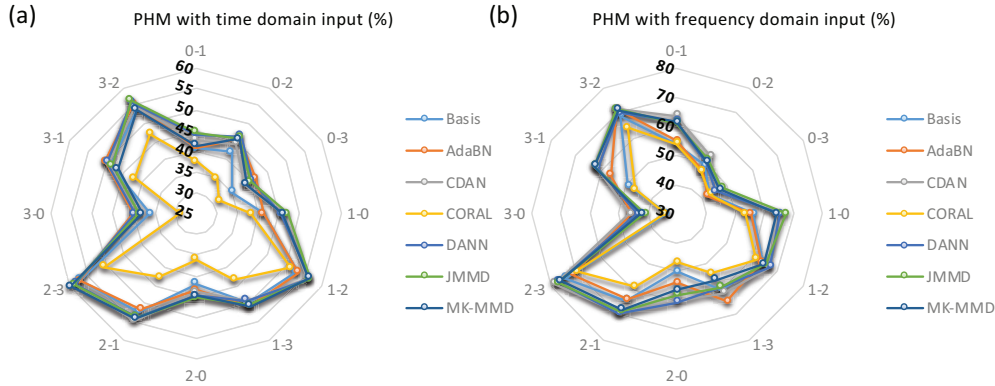 (a)
PHM with time domain input (%)
0-1
0-2
0-3
1-0
1-2
1-3
2-0
2-1
2-3
3-0
3-1
3-2
60
55
50
45
40
35
30
25
Basis
AdaBN
CDAN
CORAL
DANN
JMMD
MK-MMD
(b)
PHM with frequency domain input (%)
0-1
0-2
0-3
1-0
1-2
1-3
2-0
2-1
2-3
3-0
3-1
3-2
80
70
60
50
40
30
Basis
AdaBN
CDAN
CORAL
DANN
JMMD
MK-MMD